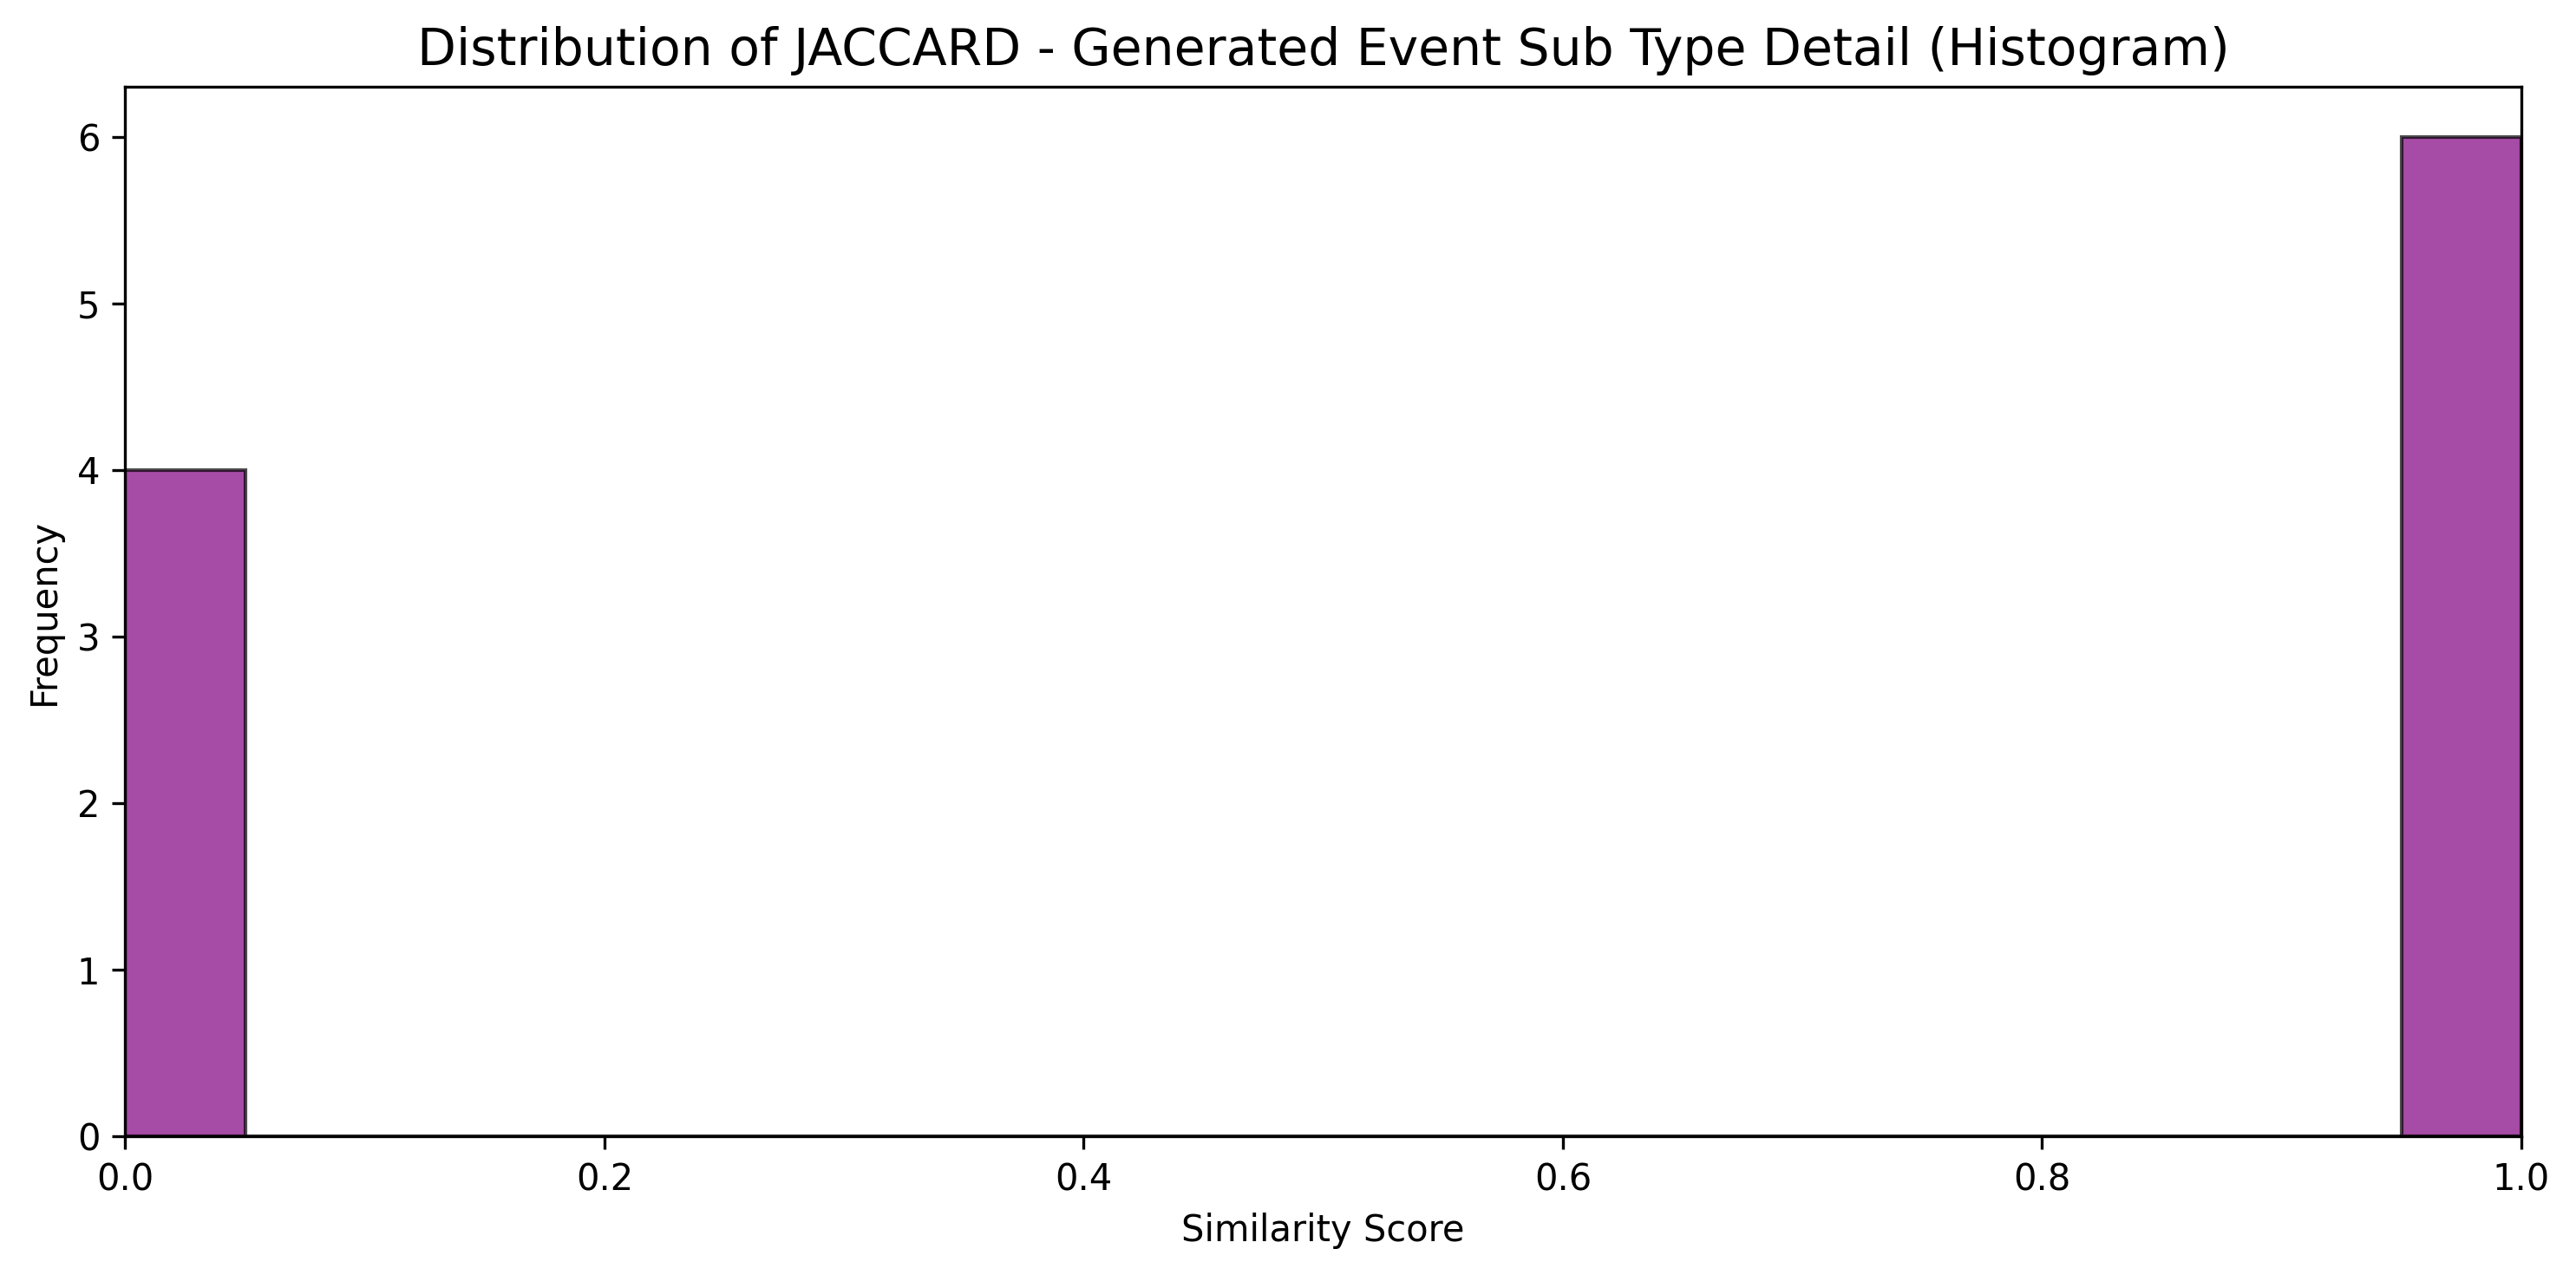 Distribution of JACCARD - Generated Event Sub Type Detail (Histogram)
6
5
4
3
2
1
0
Frequency
0.0 0.2 0.4 0.6 0.8 1.0
Similarity Score